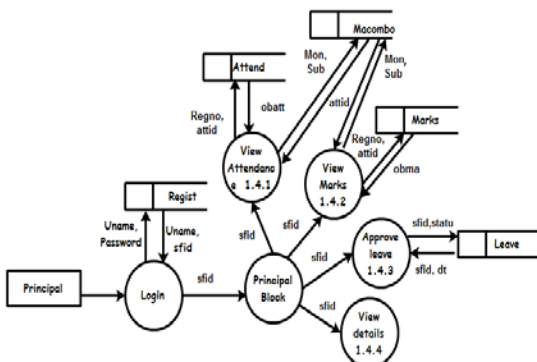 Macombo
Mon,
Sub
Mon,
Sub
Attend
Regno,
attid
obatt
attid
Marks
Regno,
attid
obma
View
Attendanc
e 1.4.1
View
Marks
1.4.2
Regist
Uname,
Password
Uname,
sfid
sfid
sfid
sfid
sfid,statu
Approve
leave
1.4.3
Leave
sfid, dt
Principal
Login
sfid
Principal
Block
sfid
View
details
1.4.4